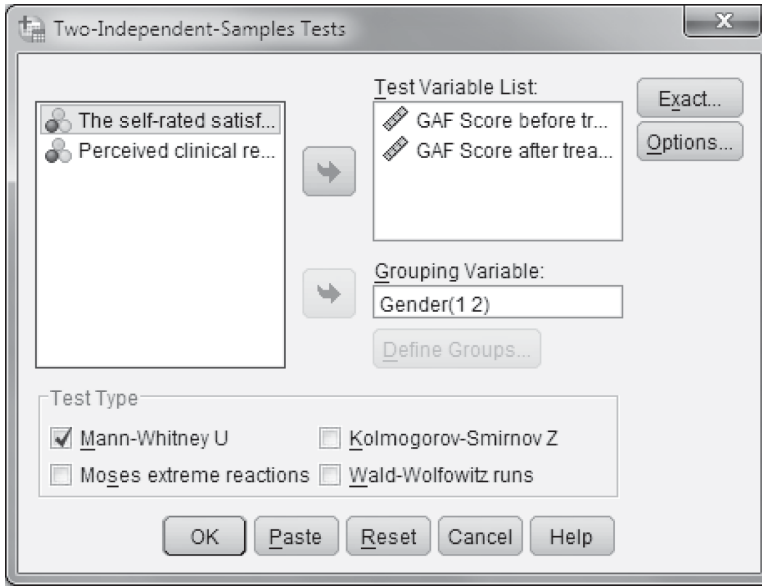 Two-Independent-Samples Tests
The self-rated satisf...
Perceived clinical re...
Test Variable List:
GAF Score before tr...
GAF Score after trea...
Exact...
Options...
Grouping Variable:
Gender(1 2)
Define Groups...
Test Type
Mann-Whitney U
Kolmogorov-Smirnov Z
Moses extreme reactions
Wald-Wolfowitz runs
OK
Paste
Reset
Cancel
Help